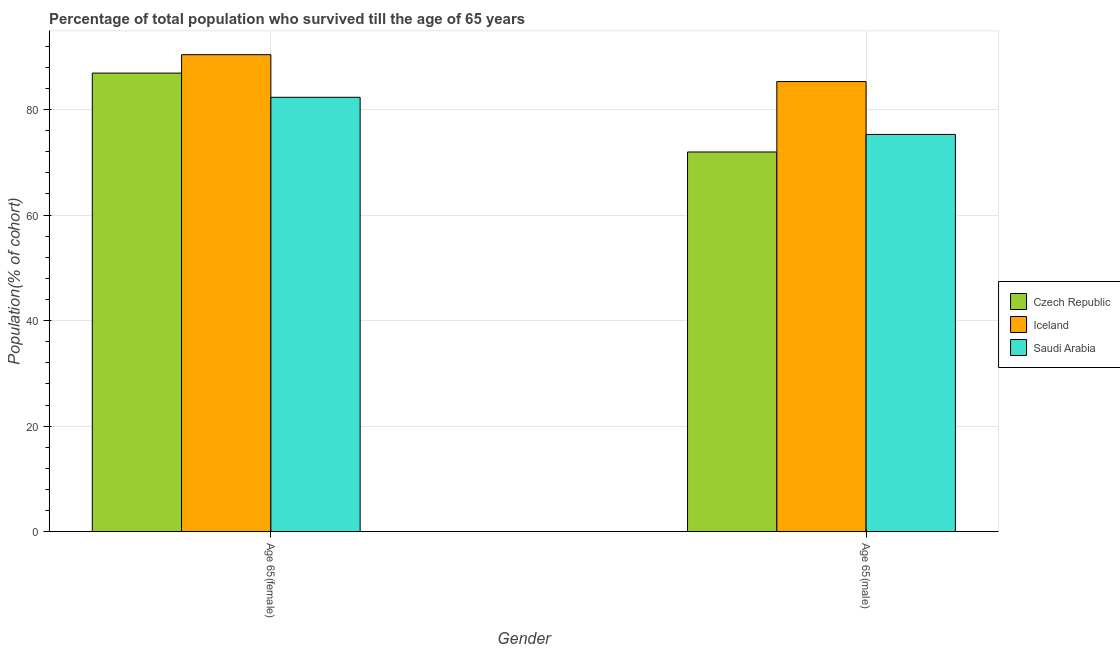 Percentage of total population who survived till the age of 65 years
Population(% of cohort)
80
60
40
20
0
Age 65(female)
Age 65(male)
Gender
Czech Republic
Iceland
Saudi Arabia